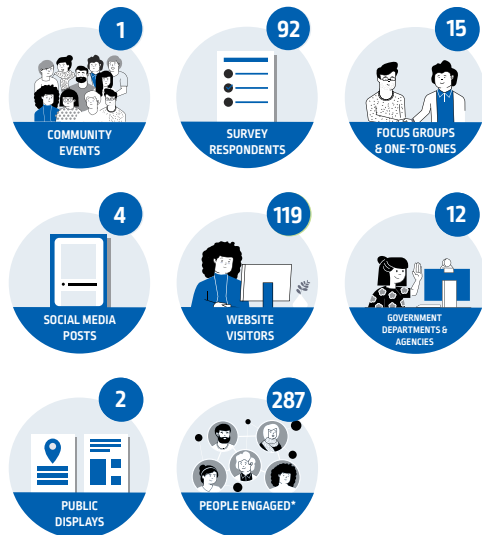 1
COMMUNITY
EVENTS
92
SURVEY
RESPONDENTS
15
FOCUS GROUPS
& ONE-TO-ONES
4
SOCIAL MEDIA
POSTS
119
WEBSITE
VISITORS
12
GOVERNMENT
DEPARTMENTS &
AGENCIES
2
PUBLIC
DISPLAYS
287
PEOPLE ENGAGED*